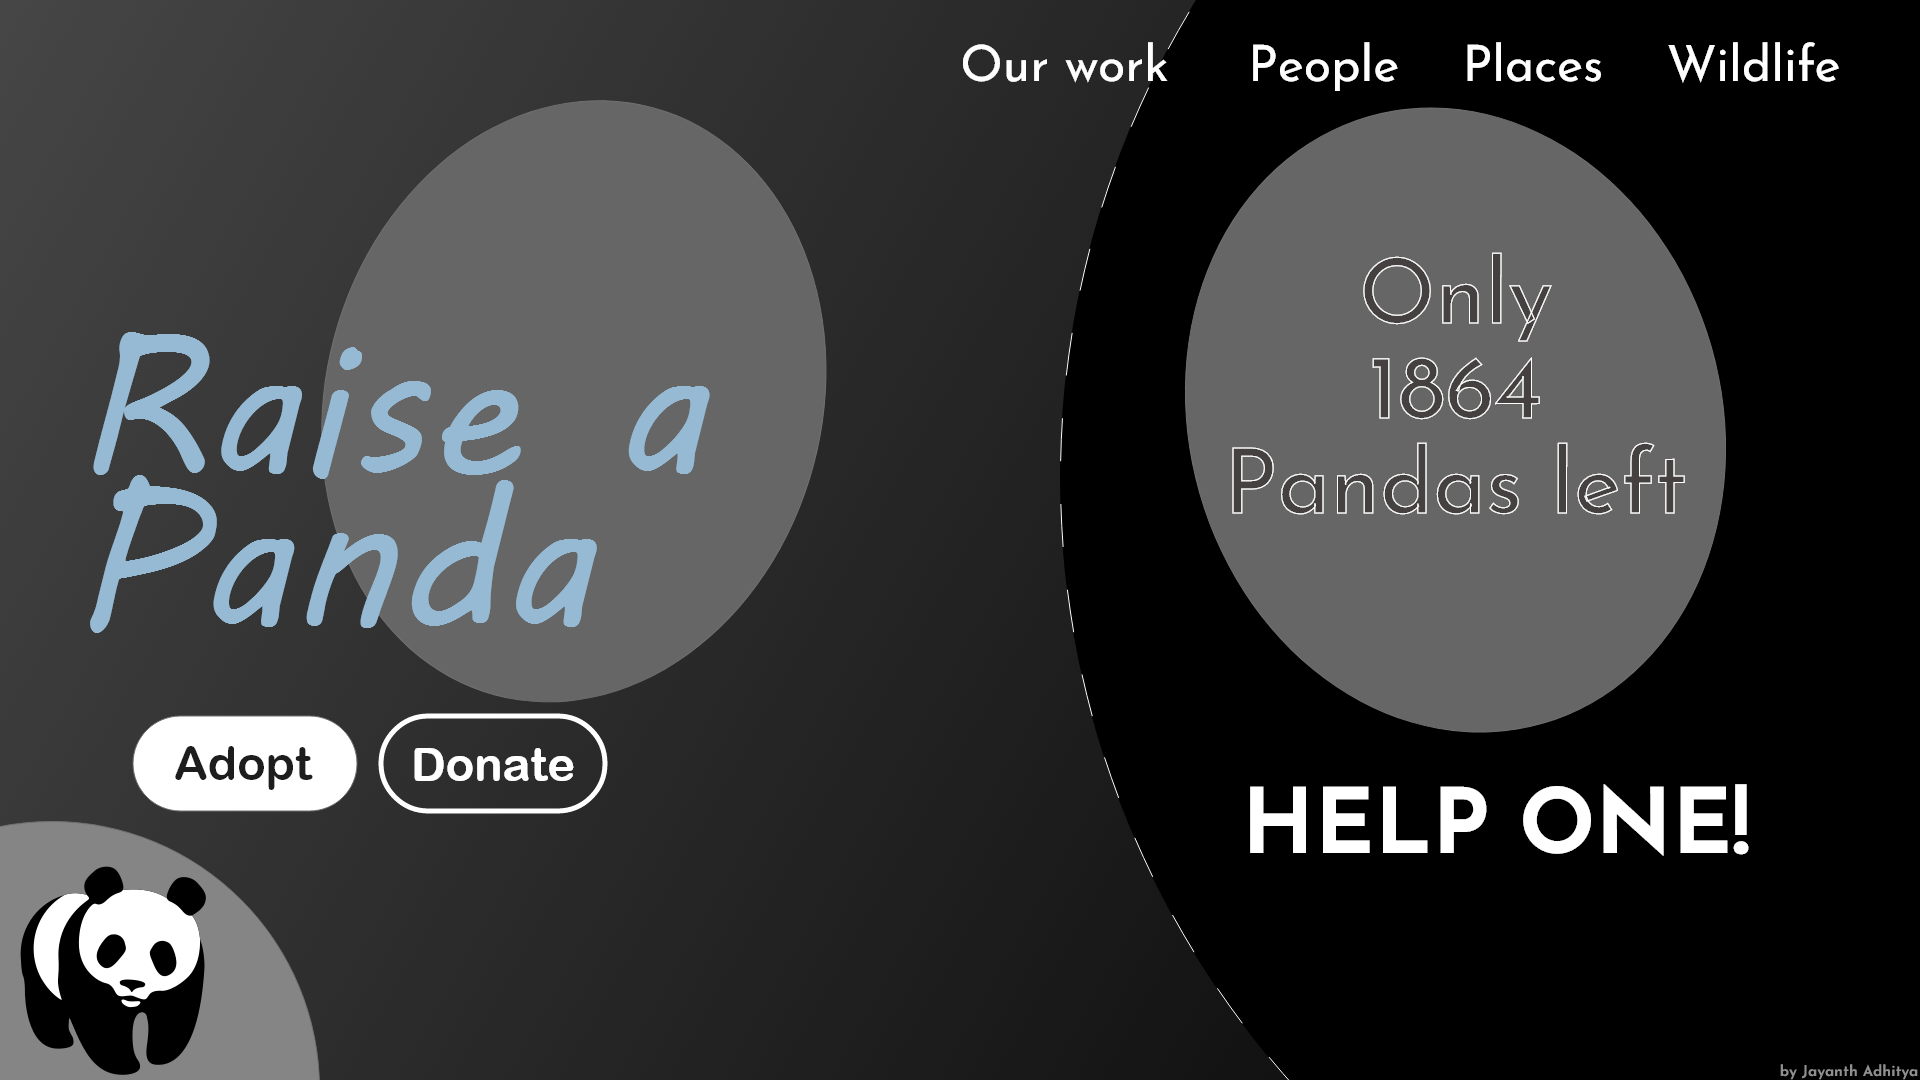 Our work People Places Wildlife
Raise a
Panda
Adopt Donate
Only
1864
Pandas left
HELP ONE!
by Jayanth Adhitya